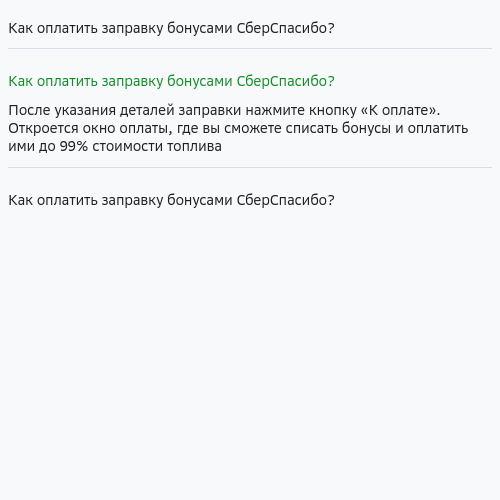 Как оплатить заправку бонусами СберСпасибо?
Как оплатить заправку бонусами СберСпасибо?
После указания деталей заправки нажмите кнопку «К оплате».
Откроется окно оплаты, где вы сможете списать бонусы и оплатить
ими до 99% стоимости топлива
Как оплатить заправку бонусами СберСпасибо?